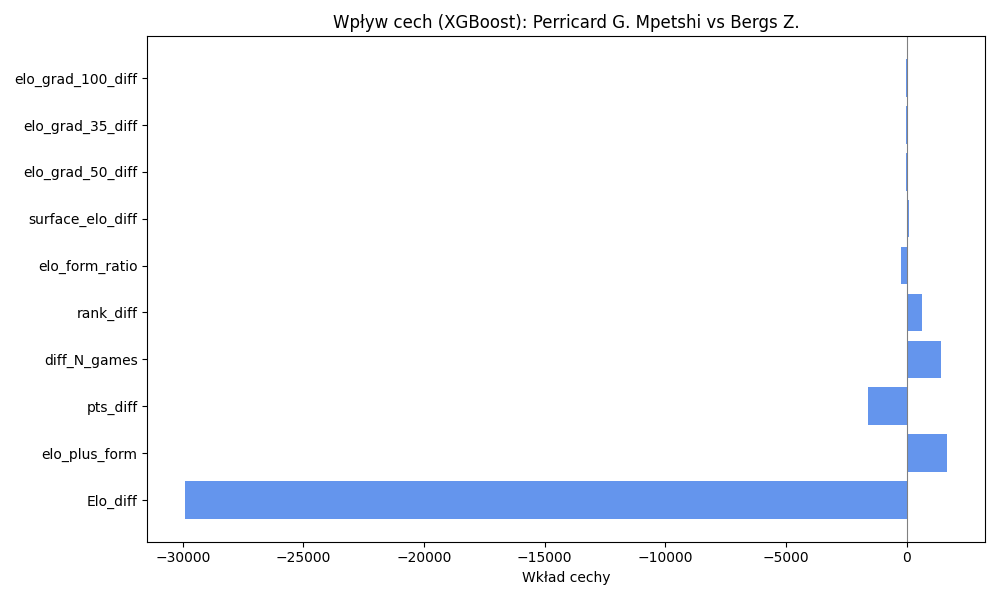 Wpływ cech (XGBoost): Perricard G. Mpetshi vs Bergs Z.
elo_grad_100_diff
elo_grad_35_diff
elo_grad_50_diff
surface_elo_diff
elo_form_ratio
rank_diff
diff_N_games
pts_diff
elo_plus_form
Elo_diff
−30000 −25000 −20000 −15000 −10000 −5000 0
Wkład cechy